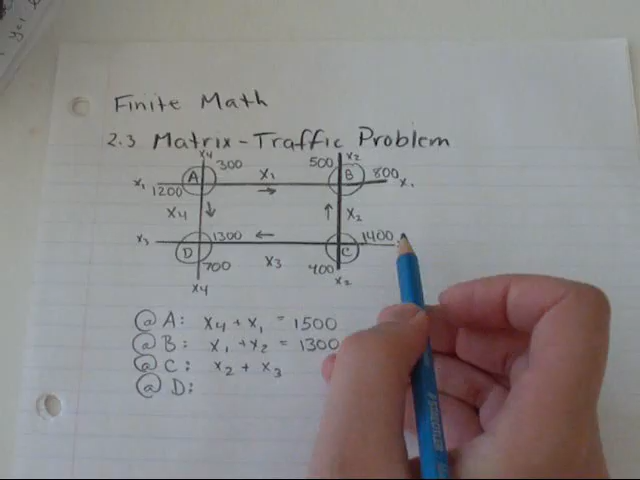 Finite Math
2.3 Matrix-Traffic Problem
x4 300 x1 500 x2
A B 800
x1 1200 x1
x4 x2
x3 1300 1400
D C
700 x3 400
x4 x2
@ A: x4 + x1 = 1500
@ B: x1 + x2 = 1300
@ C: x2 + x3
@ D: